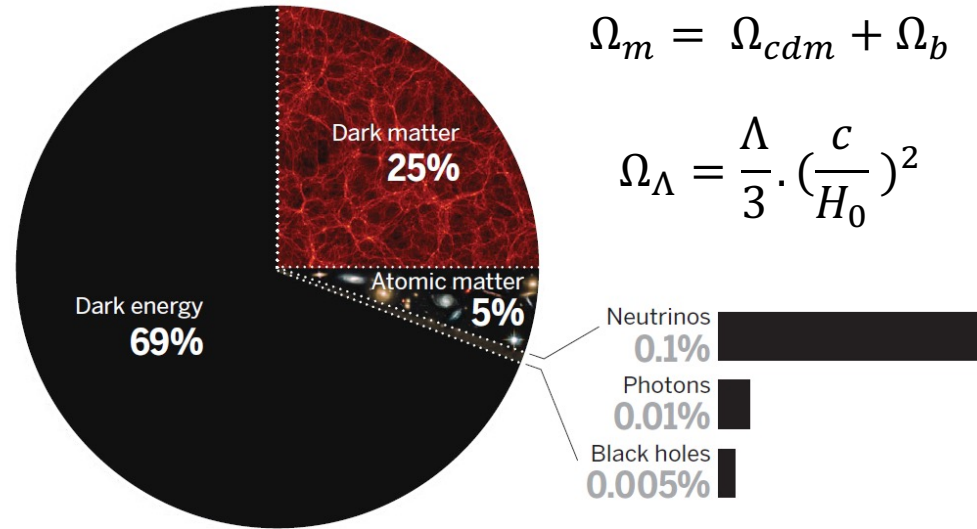 Ω_m = Ω_cdm + Ω_b
Ω_Λ = Λ/3 . (c/H_0)^2
Dark matter
25%
Atomic matter
5%
Dark energy
69%
Neutrinos
0.1%
Photons
0.01%
Black holes
0.005%